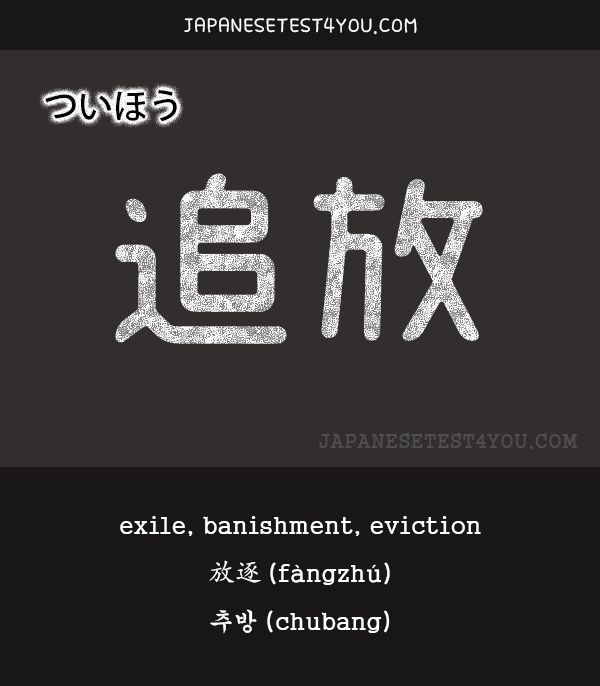 JAPANESETEST4YOU.COM
ついほう
追放
JAPANESETEST4YOU.COM
exile, banishment, eviction
放逐 (fàngzhú)
추방 (chubang)